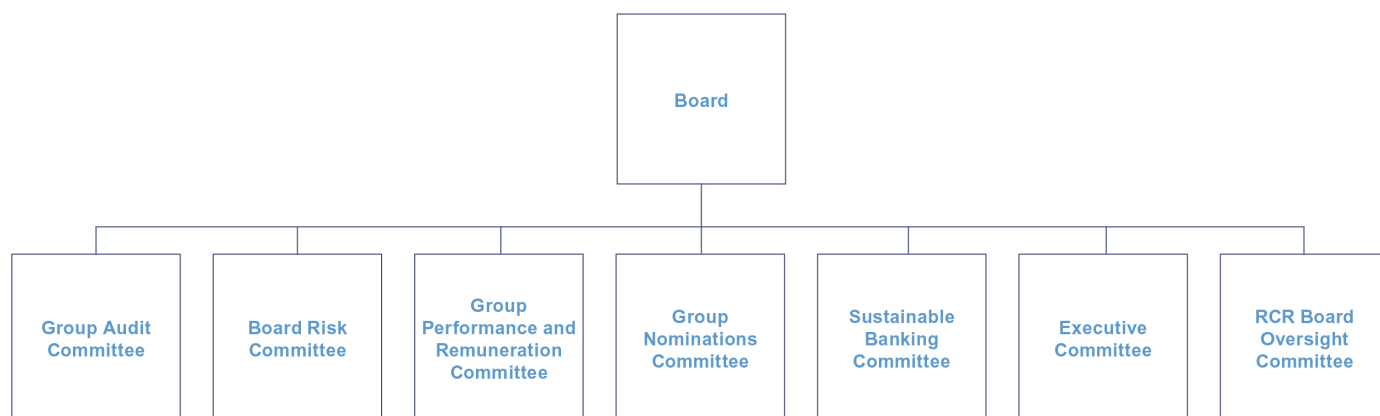 Board
Group Audit
Committee
Board Risk
Committee
Group
Performance and
Remuneration
Committee
Group
Nominations
Committee
Sustainable
Banking
Committee
Executive
Committee
RCR Board
Oversight
Committee